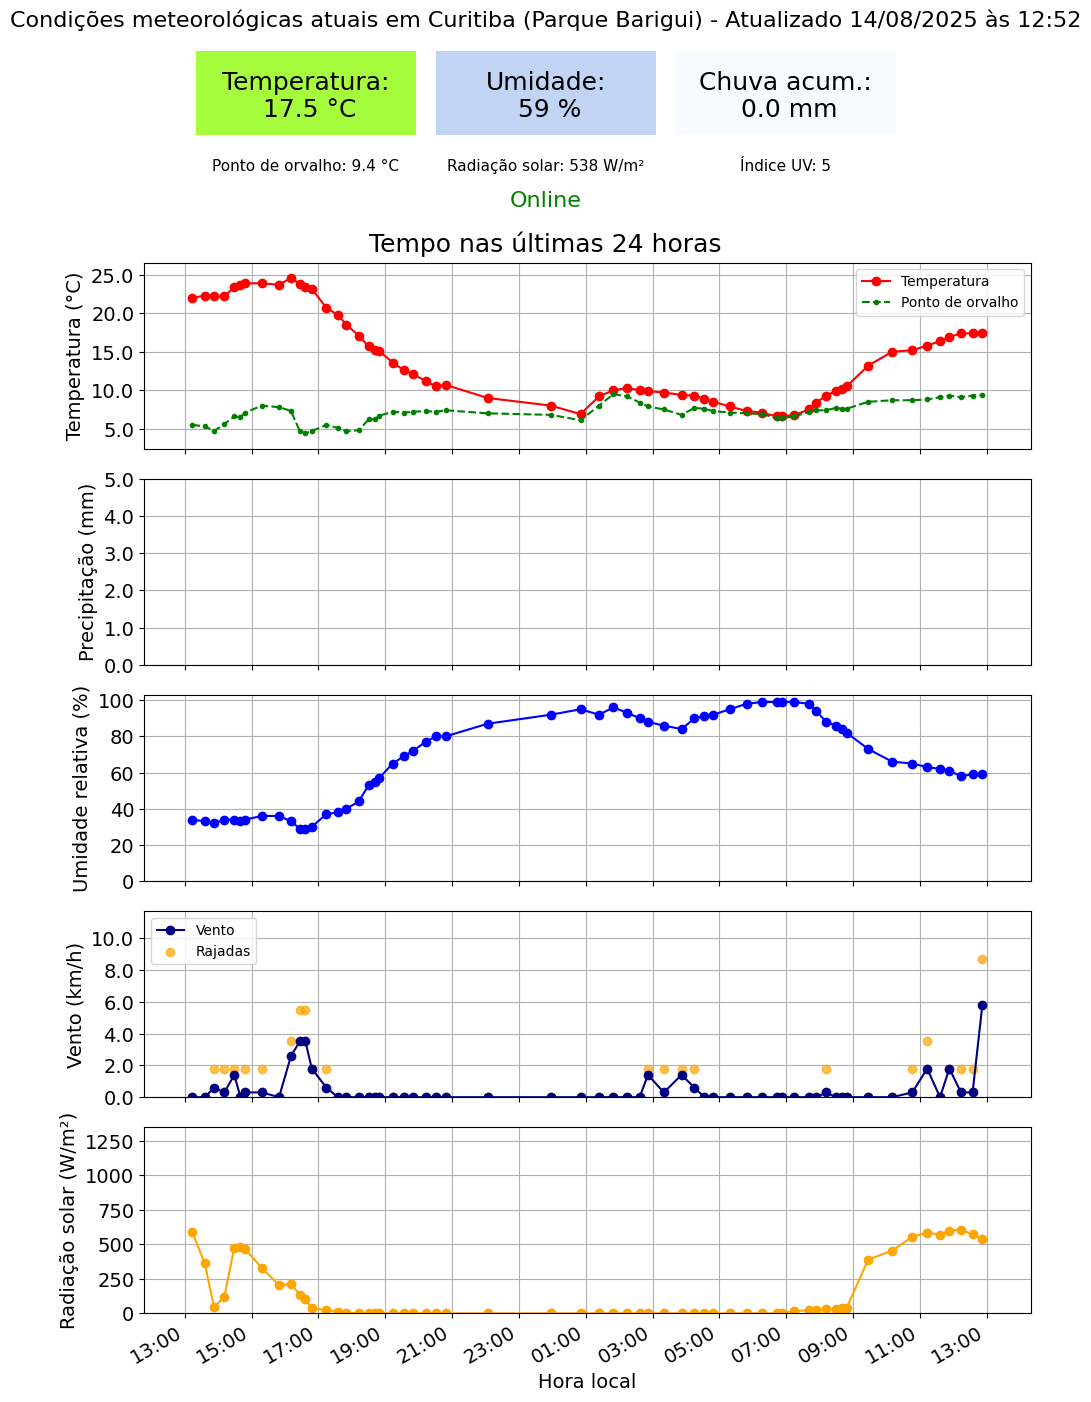 Condições meteorológicas atuais em Curitiba (Parque Barigui) - Atualizado 14/08/2025 às 12:52
Temperatura:
17.5 °C
Umidade:
59 %
Chuva acum.:
0.0 mm
Ponto de orvalho: 9.4 °C
Radiação solar: 538 W/m²
Índice UV: 5
Online
Tempo nas últimas 24 horas
Temperatura (°C)
25.0
20.0
15.0
10.0
5.0
Temperatura
Ponto de orvalho
Precipitação (mm)
5.0
4.0
3.0
2.0
1.0
0.0
Umidade relativa (%)
100
80
60
40
20
0
Vento (km/h)
10.0
8.0
6.0
4.0
2.0
0.0
Vento
Rajadas
Radiação solar (W/m²)
1250
1000
750
500
250
0
13:00
15:00
17:00
19:00
21:00
23:00
01:00
03:00
05:00
07:00
09:00
11:00
13:00
Hora local